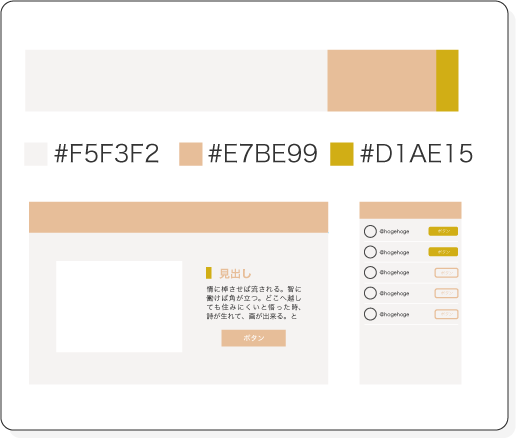 #F5F3F2
#E7BE99
#D1AE15
見出し
情に棹させば流される。智に
働けば角が立つ。どこへ越し
ても住みにくいと悟った時、
詩が生れて、画が出来る。と
ボタン
@hogehoge
ボタン
@hogehoge
ボタン
@hogehoge
ボタン
@hogehoge
ボタン
@hogehoge
ボタン